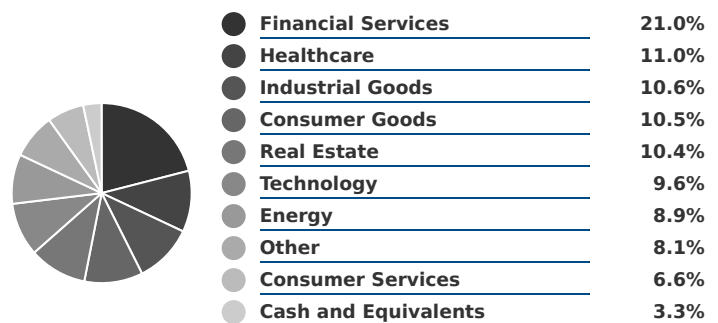 Financial Services 21.0%
Healthcare 11.0%
Industrial Goods 10.6%
Consumer Goods 10.5%
Real Estate 10.4%
Technology 9.6%
Energy 8.9%
Other 8.1%
Consumer Services 6.6%
Cash and Equivalents 3.3%